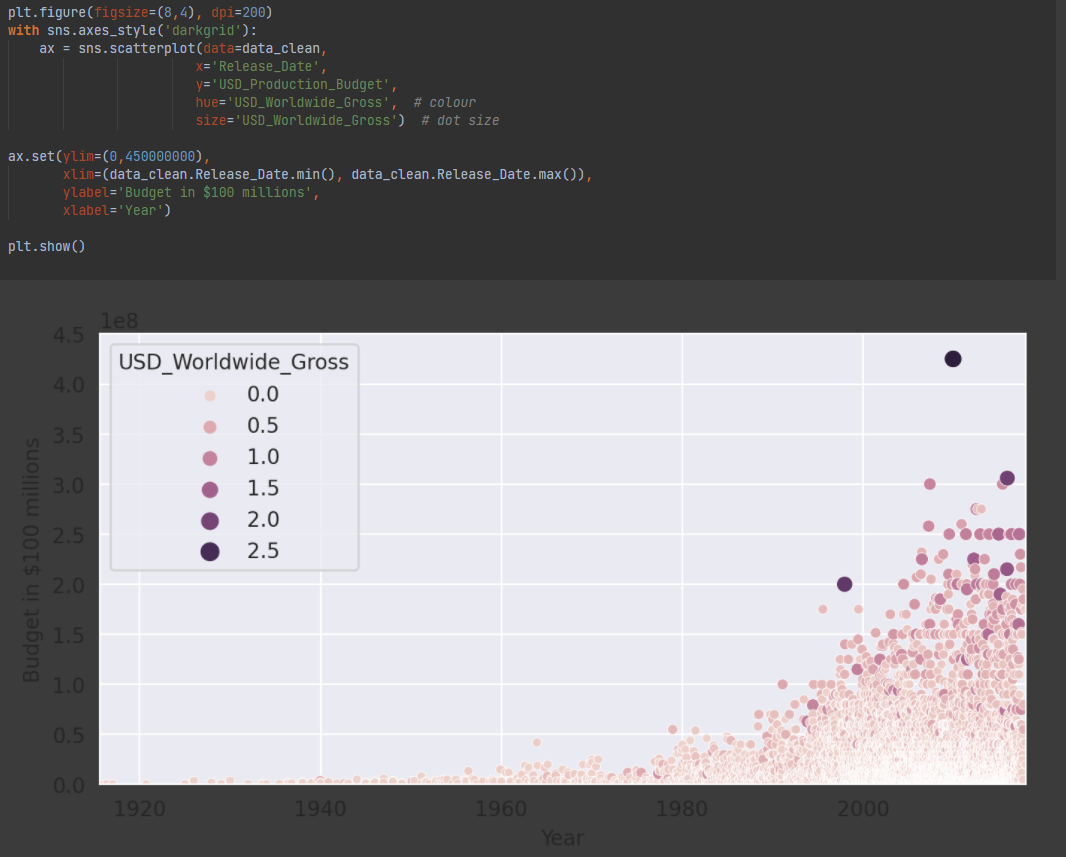 plt.figure(figsize=(8,4), dpi=200)
with sns.axes_style('darkgrid'):
    ax = sns.scatterplot(data=data_clean,
                        x='Release_Date',
                        y='USD_Production_Budget',
                        hue='USD_Worldwide_Gross',  # colour
                        size='USD_Worldwide_Gross')  # dot size

ax.set(ylim=(0,450000000),
       xlim=(data_clean.Release_Date.min(), data_clean.Release_Date.max()),
       ylabel='Budget in $100 millions',
       xlabel='Year')

plt.show()

1e8
4.5
4.0
3.5
3.0
2.5
2.0
1.5
1.0
0.5
0.0
Budget in $100 millions
USD_Worldwide_Gross
0.0
0.5
1.0
1.5
2.0
2.5
1920 1940 1960 1980 2000
Year